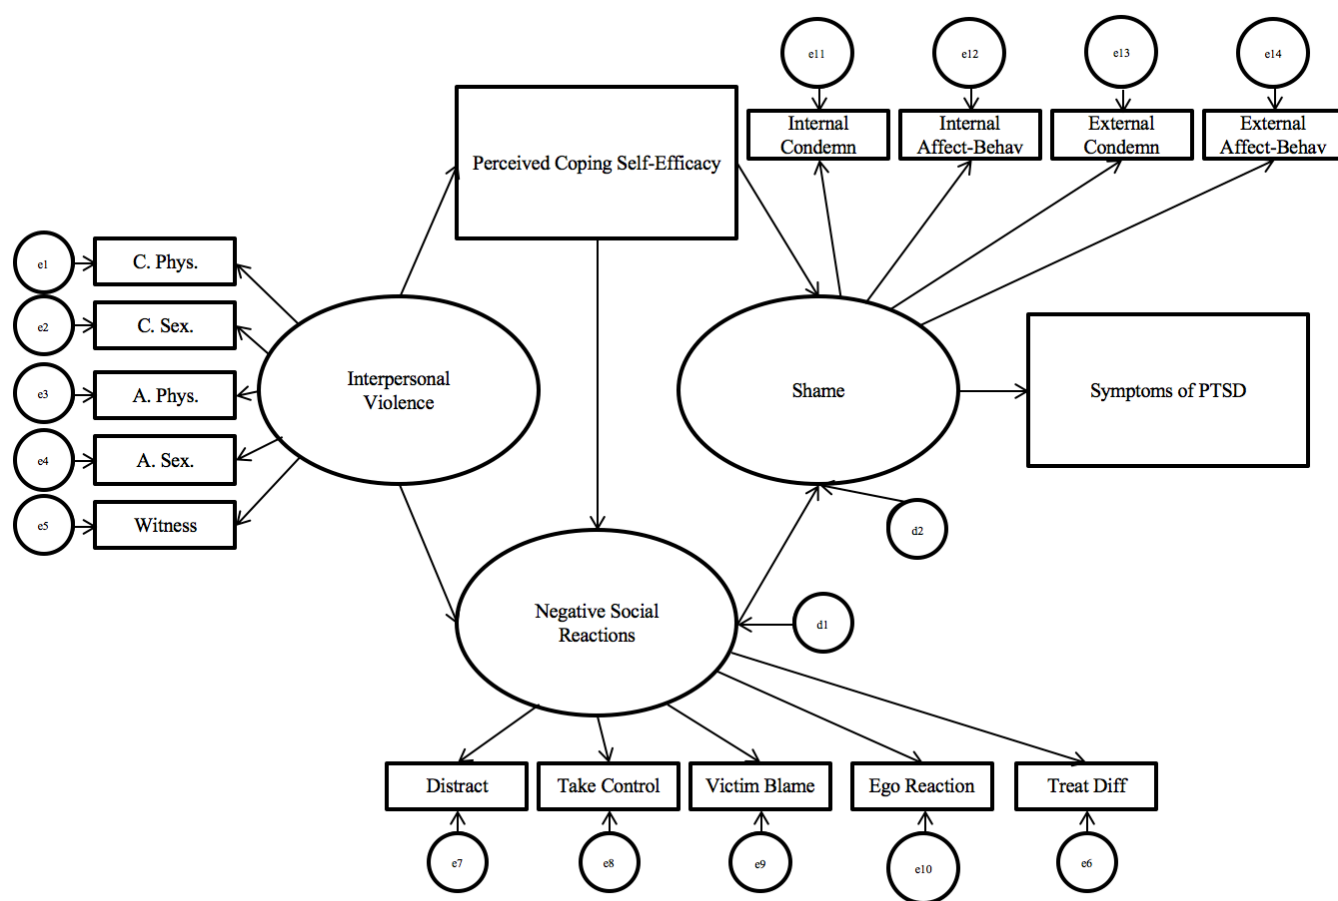 e11
e12
e13
e14
Internal
Condemn
Internal
Affect-Behav
External
Condemn
External
Affect-Behav
Perceived Coping Self-Efficacy
e1
C. Phys.
e2
C. Sex.
e3
A. Phys.
e4
A. Sex.
e5
Witness
Interpersonal
Violence
Shame
Symptoms of PTSD
d2
Negative Social
Reactions
d1
Distract
Take Control
Victim Blame
Ego Reaction
Treat Diff
e7
e8
e9
e10
e6